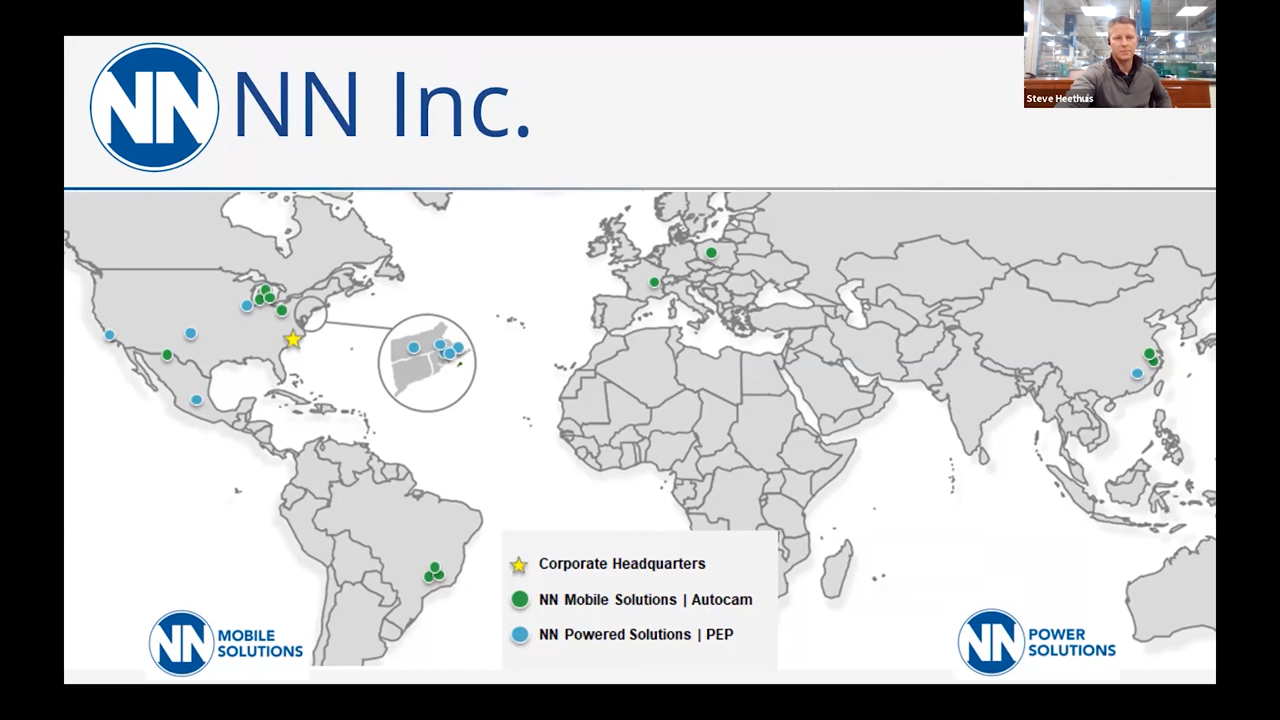 NN
NN Inc.
Steve Heethuis
Corporate Headquarters
NN Mobile Solutions | Autocam
NN Powered Solutions | PEP
NN
MOBILE
SOLUTIONS
NN
POWER
SOLUTIONS